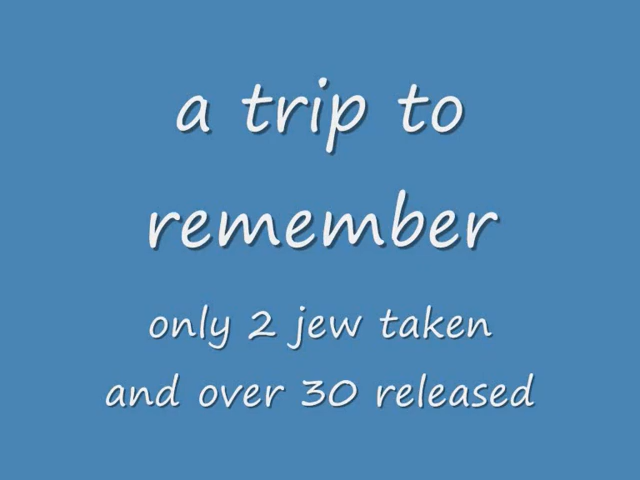 a trip to
remember
only 2 jew taken
and over 30 released